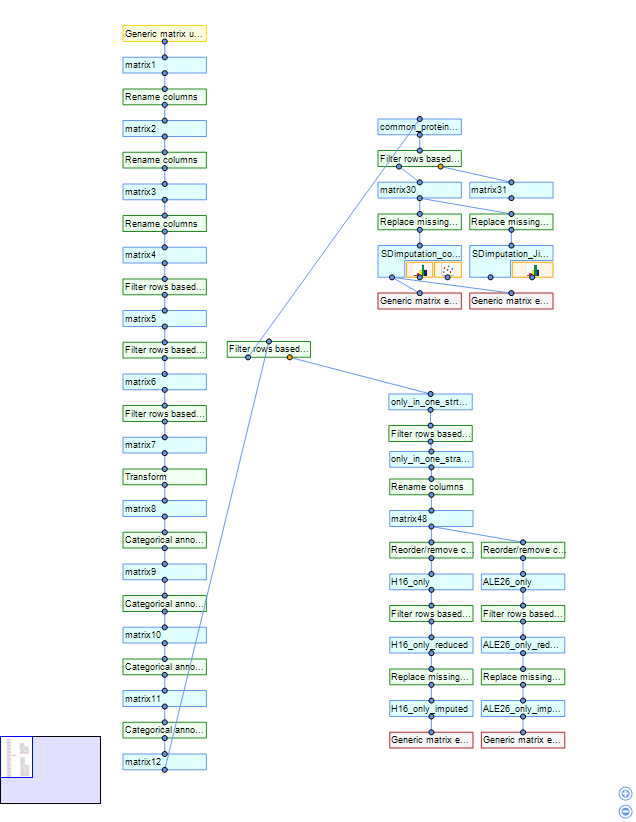 Generic matrix u...
matrix1
Rename columns
matrix2
Rename columns
matrix3
Rename columns
matrix4
Filter rows based...
matrix5
Filter rows based...
matrix6
Filter rows based...
matrix7
Transform
matrix8
Categorical anno...
matrix9
Categorical anno...
matrix10
Categorical anno...
matrix11
Categorical anno...
matrix12
Filter rows based...
common_protein...
Filter rows based...
matrix30
matrix31
Replace missing...
Replace missing...
SDimputation_co...
SDimputation_Ji...
Generic matrix e...
Generic matrix e...
only_in_one_strt...
Filter rows based...
only_in_one_stra...
Rename columns
matrix48
Reorder/remove c...
Reorder/remove c...
H16_only
ALE26_only
Filter rows based...
Filter rows based...
H16_only_reduced
ALE26_only_red...
Replace missing...
Replace missing...
H16_only_imputed
ALE26_only_imp...
Generic matrix e...
Generic matrix e...